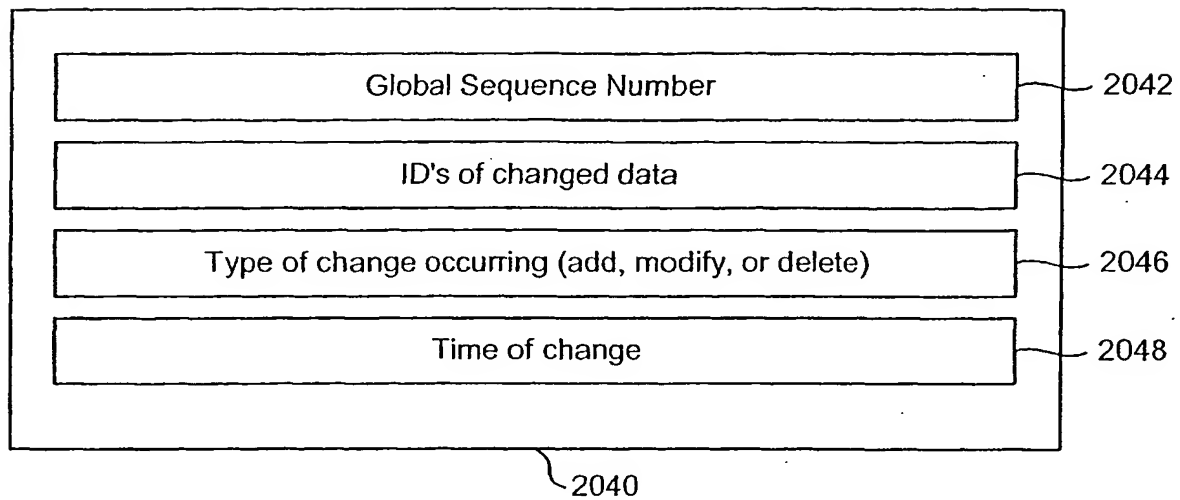 Global Sequence Number 2042
ID's of changed data 2044
Type of change occurring (add, modify, or delete) 2046
Time of change 2048
2040